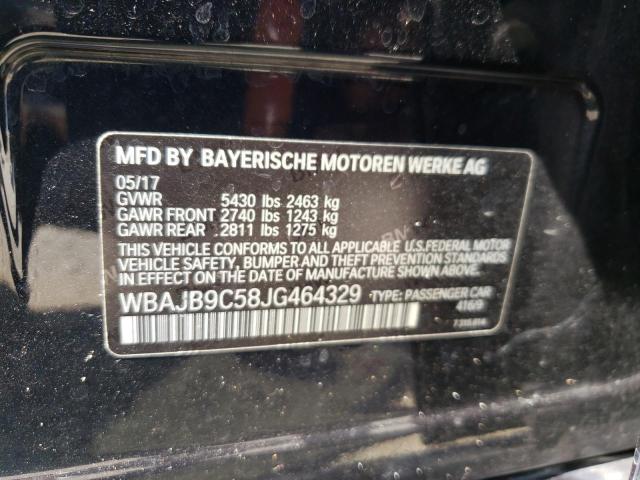 MFD BY BAYERISCHE MOTOREN WERKE AG
05/17
GVWR 5430 lbs 2463 kg
GAWR FRONT 2740 lbs 1243 kg
GAWR REAR 2811 lbs 1275 kg
THIS VEHICLE CONFORMS TO ALL APPLICABLE U.S. FEDERAL MOTOR
VEHICLE SAFETY, BUMPER AND THEFT PREVENTION STANDARDS
IN EFFECT ON THE DATE OF MANUFACTURE SHOWN ABOVE.
WBAJB9C58JG464329 TYPE: PASSENGER CAR
416/9